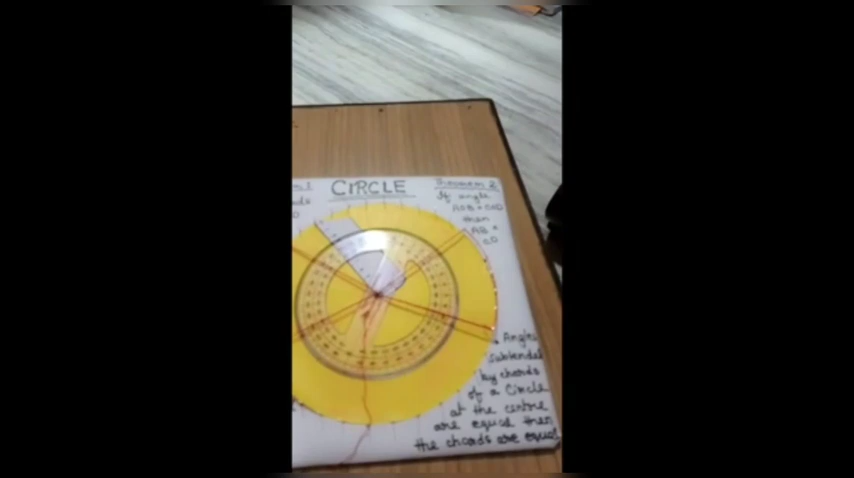 CIRCLE
Theorem 2
If angle
AOB = COD
then
AB =
CD
Angles
subtended
by chords
of a Circle
at the centre
are equal then
the chords are equal